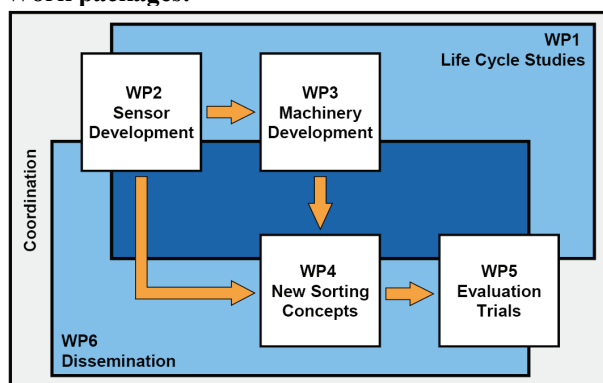 Work packages:
WP1
Life Cycle Studies
WP2
Sensor
Development
WP3
Machinery
Development
Coordination
WP4
New Sorting
Concepts
WP5
Evaluation
Trials
WP6
Dissemination